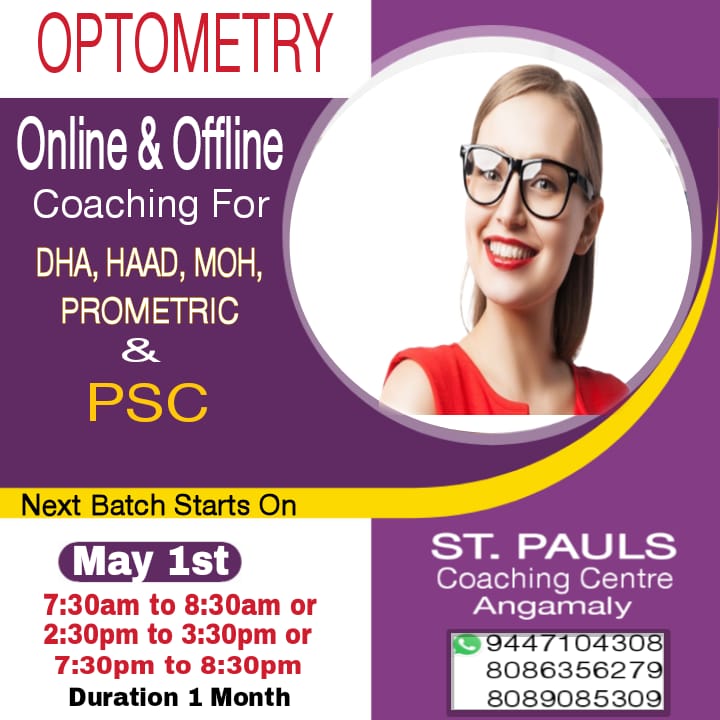 OPTOMETRY
Online & Offline
Coaching For
DHA, HAAD, MOH,
PROMETRIC
&
PSC
Next Batch Starts On
May 1st
7:30am to 8:30am or
2:30pm to 3:30pm or
7:30pm to 8:30pm
Duration 1 Month
ST. PAULS
Coaching Centre
Angamaly
9447104308
8086356279
8089085309